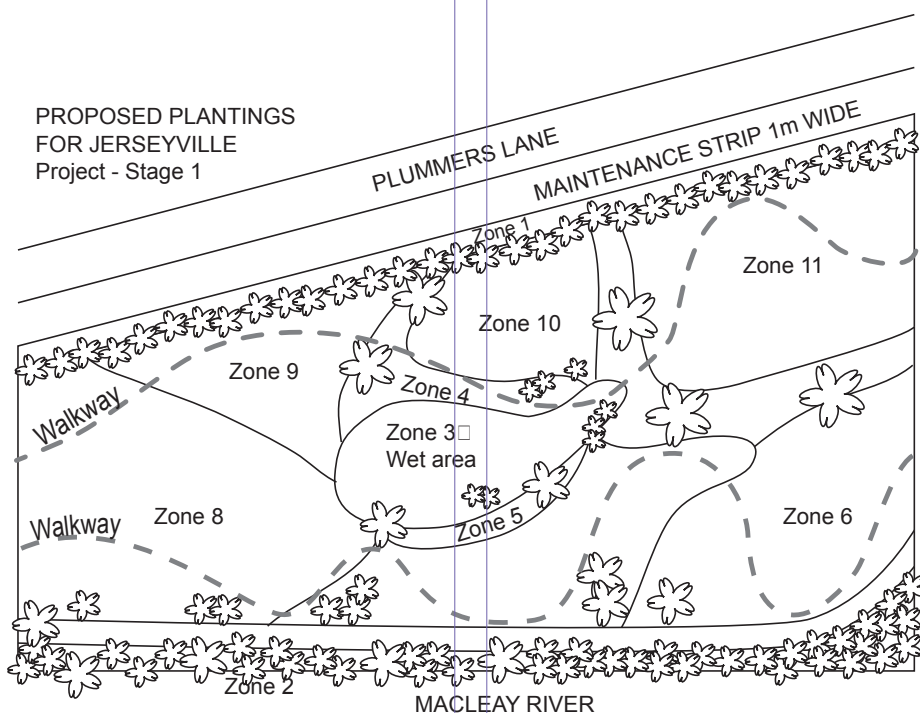 PROPOSED PLANTINGS
FOR JERSEYVILLE
Project - Stage 1
PLUMMERS LANE
MAINTENANCE STRIP 1m WIDE
Zone 1
Zone 11
Zone 10
Zone 9
Zone 4
Walkway
Zone 3□
Wet area
Walkway
Zone 8
Zone 5
Zone 6
Zone 2
MACLEAY RIVER